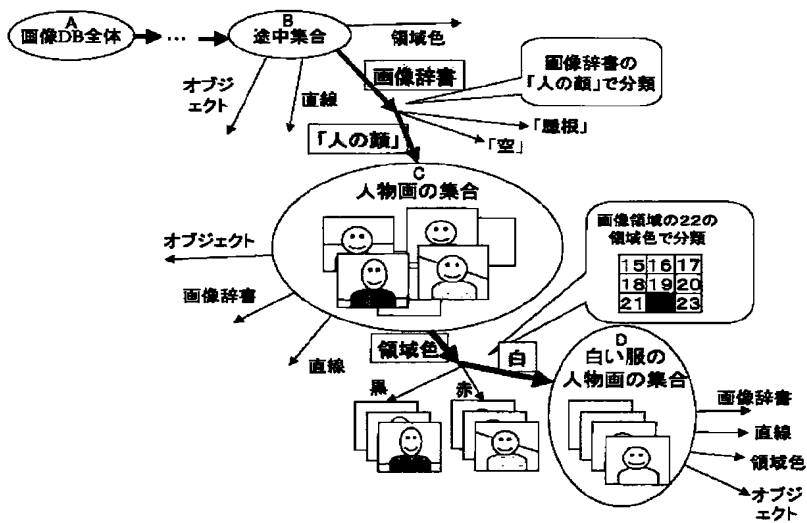 A
画像DB全体
...
B
途中集合
領域色
オブジ
ェクト
直線
画像辞書
画像辞書の
「人の顔」で分類
「人の顔」
「屋根」
「空」
C
人物画の集合
オブジェクト
画像辞書
直線
画像領域の22の
領域色で分類
15 16 17
18 19 20
21 23
領域色
白
黒
赤
D
白い服の
人物画の集合
画像辞書
直線
領域色
オブジ
ェクト